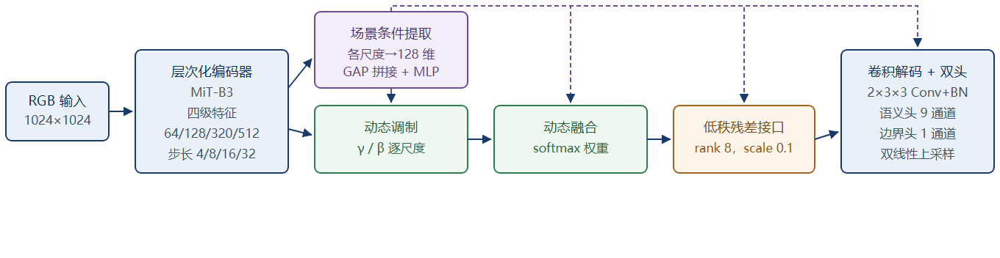 RGB 输入
1024×1024
层次化编码器
MiT-B3
四级特征
64/128/320/512
步长 4/8/16/32
场景条件提取
各尺度→128 维
GAP 拼接 + MLP
动态调制
γ / β 逐尺度
动态融合
softmax 权重
低秩残差接口
rank 8，scale 0.1
卷积解码 + 双头
2×3×3 Conv+BN
语义头 9 通道
边界头 1 通道
双线性上采样